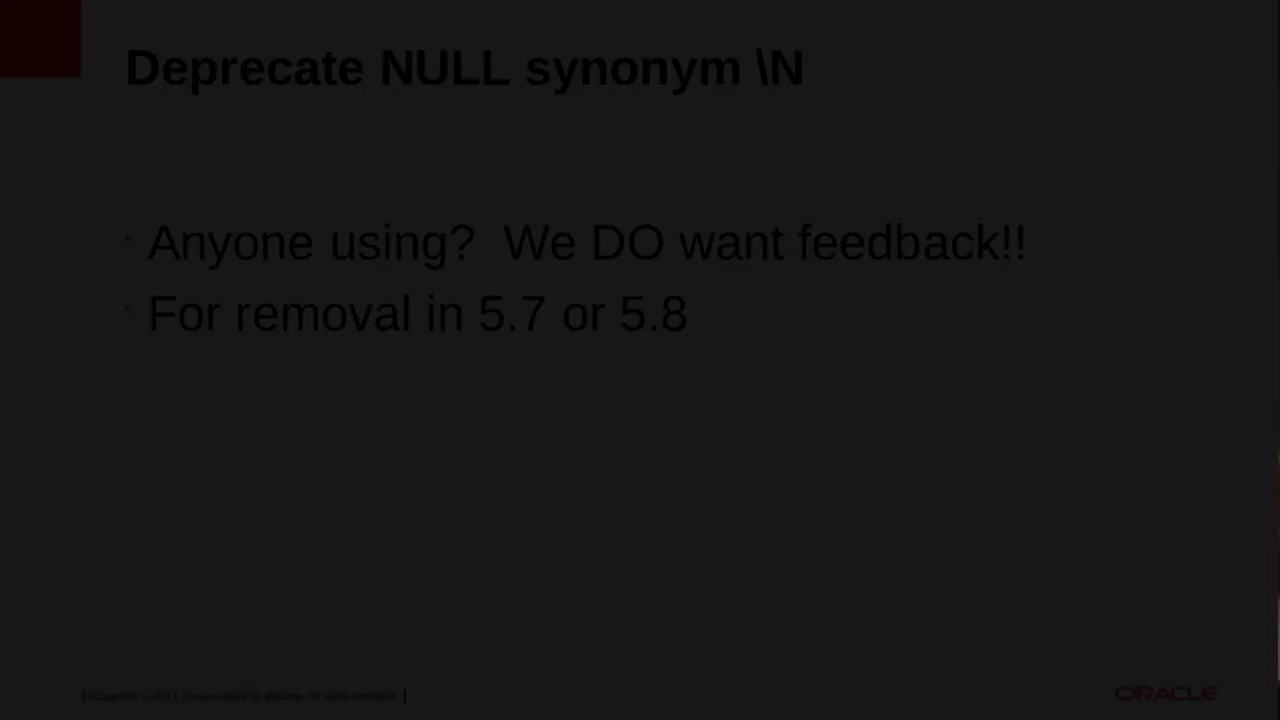 Deprecate NULL synonym \N
· Anyone using? We DO want feedback!!
· For removal in 5.7 or 5.8
ORACLE